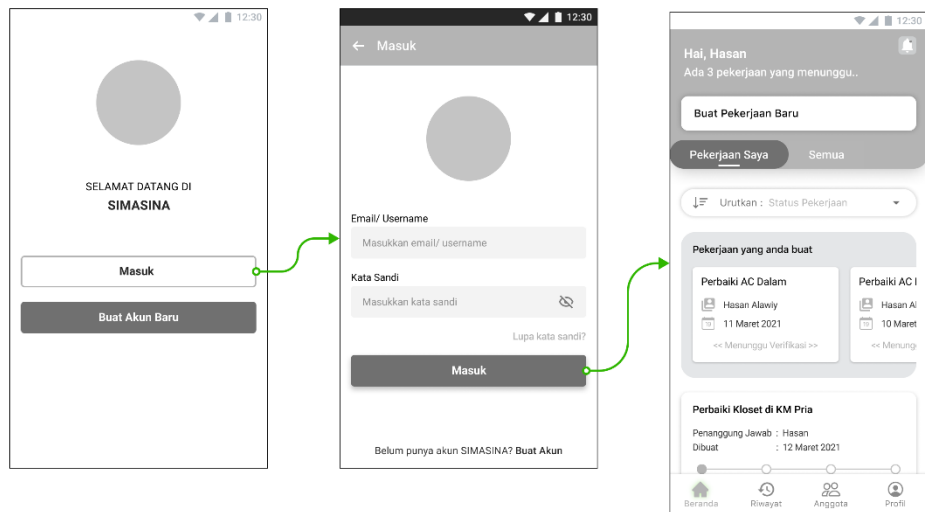 12:30
SELAMAT DATANG DI
SIMASINA
Masuk
Buat Akun Baru
12:30
Masuk
Email/ Username
Masukkan email/ username
Kata Sandi
Masukkan kata sandi
Lupa kata sandi?
Masuk
Belum punya akun SIMASINA? Buat Akun
12:30
Hai, Hasan
Ada 3 pekerjaan yang menunggu..
Buat Pekerjaan Baru
Pekerjaan Saya Semua
Urutkan : Status Pekerjaan
Pekerjaan yang anda buat
Perbaiki AC Dalam
Hasan Alawiy
11 Maret 2021
<< Menunggu Verifikasi >>
Perbaiki AC
Hasan Al
10 Maret
<< Menung
Perbaiki Kloset di KM Pria
Penanggung Jawab : Hasan
Dibuat : 12 Maret 2021
Beranda Riwayat Anggota Profil